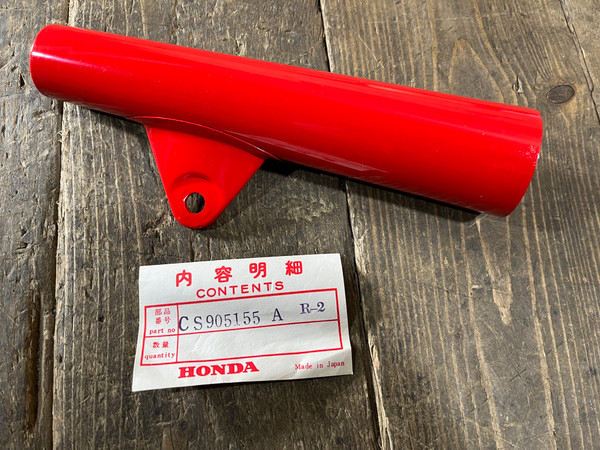 内容明細
CONTENTS
部品番号 part no CS905155 A R-2
数量 quantity
HONDA Made in Japan